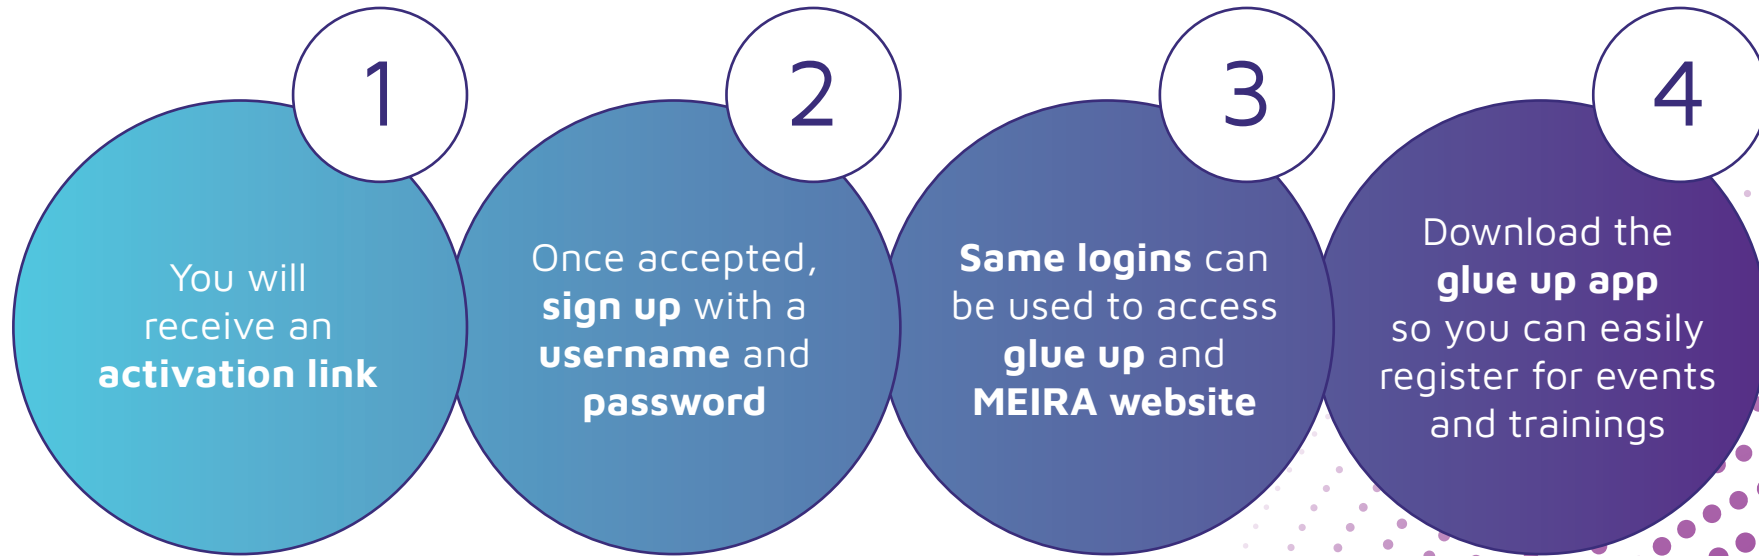 1
You will
receive an
activation link
2
Once accepted,
sign up with a
username and
password
3
Same logins can
be used to access
glue up and
MEIRA website
4
Download the
glue up app
so you can easily
register for events
and trainings